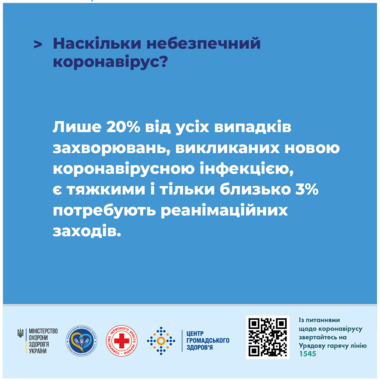 > Наскільки небезпечний
коронавірус?
Лише 20% від усіх випадків
захворювань, викликаних новою
коронавірусною інфекцією,
є тяжкими і тільки близько 3%
потребують реанімаційних
заходів.
МІНІСТЕРСТВО
ОХОРОНИ
ЗДОРОВ'Я
УКРАЇНИ
ЦЕНТР
ГРОМАДСЬКОГО
ЗДОРОВ'Я
Із питаннями
щодо коронавірусу
звертайтесь на
Урядову гарячу лінію
1545